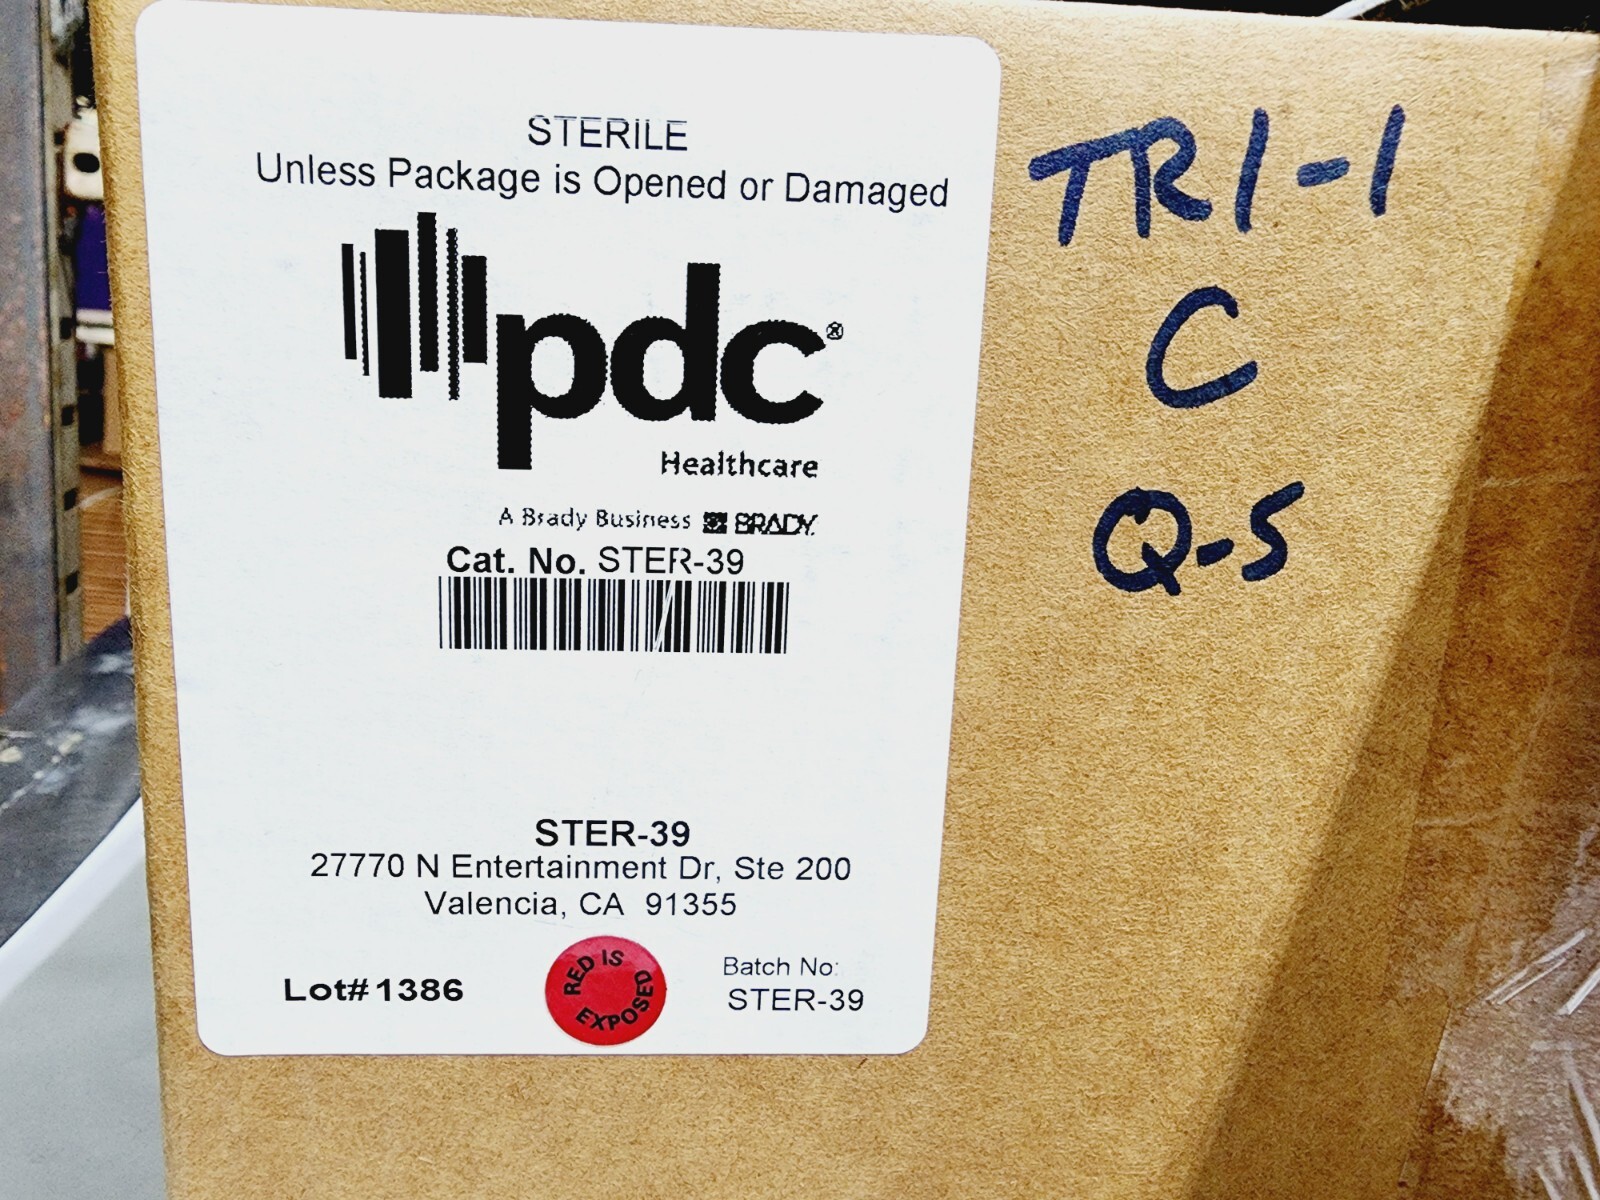 STERILE
Unless Package is Opened or Damaged
pdc®
Healthcare
A Brady Business BRADY.
Cat. No. STER-39
STER-39
27770 N Entertainment Dr, Ste 200
Valencia, CA 91355
Lot# 1386
RED IS EXPOSED
Batch No:
STER-39
TR1-1
C
Q-5